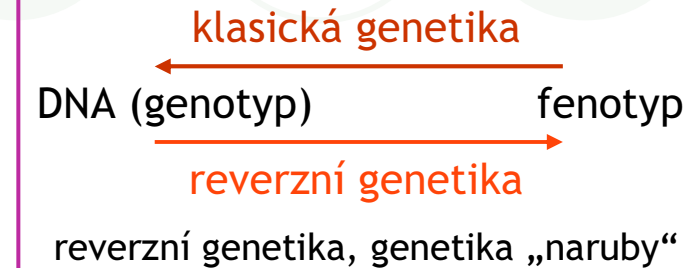 klasická genetika
DNA (genotyp) fenotyp
reverzní genetika
reverzní genetika, genetika „naruby“